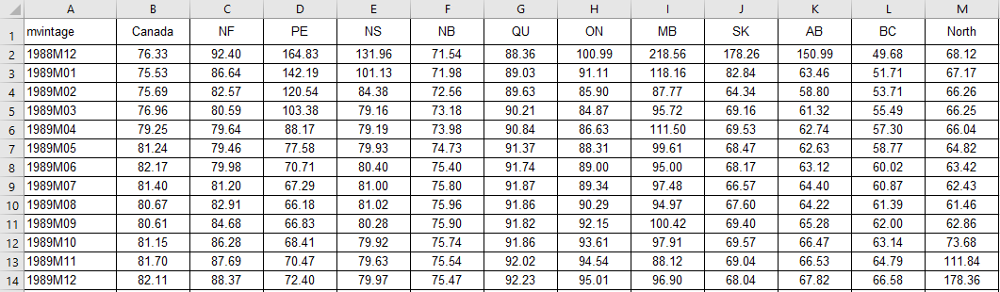 A B C D E F G H I J K L M
1 mvintage Canada NF PE NS NB QU ON MB SK AB BC North
2 1988M12 76.33 92.40 164.83 131.96 71.54 88.36 100.99 218.56 178.26 150.99 49.68 68.12
3 1989M01 75.53 86.64 142.19 101.13 71.98 89.03 91.11 118.16 82.84 63.46 51.71 67.17
4 1989M02 75.69 82.57 120.54 84.38 72.56 89.63 85.90 87.77 64.34 58.80 53.71 66.26
5 1989M03 76.96 80.59 103.38 79.16 73.18 90.21 84.87 95.72 69.16 61.32 55.49 66.25
6 1989M04 79.25 79.64 88.17 79.19 73.98 90.84 86.63 111.50 69.53 62.74 57.30 66.04
7 1989M05 81.24 79.46 77.58 79.93 74.73 91.37 88.31 99.61 68.47 62.63 58.77 64.82
8 1989M06 82.17 79.98 70.71 80.40 75.40 91.74 89.00 95.00 68.17 63.12 60.02 63.42
9 1989M07 81.40 81.20 67.29 81.00 75.80 91.87 89.34 97.48 66.57 64.40 60.87 62.43
10 1989M08 80.67 82.91 66.18 81.02 75.96 91.86 90.29 94.97 67.60 64.22 61.39 61.46
11 1989M09 80.61 84.68 66.83 80.28 75.90 91.82 92.15 100.42 69.40 65.28 62.00 62.86
12 1989M10 81.15 86.28 68.41 79.92 75.74 91.86 93.61 97.91 69.57 66.47 63.14 73.68
13 1989M11 81.70 87.69 70.47 79.63 75.54 92.02 94.54 88.12 69.04 66.53 64.79 111.84
14 1989M12 82.11 88.37 72.40 79.97 75.47 92.23 95.01 96.90 68.04 67.82 66.58 178.36